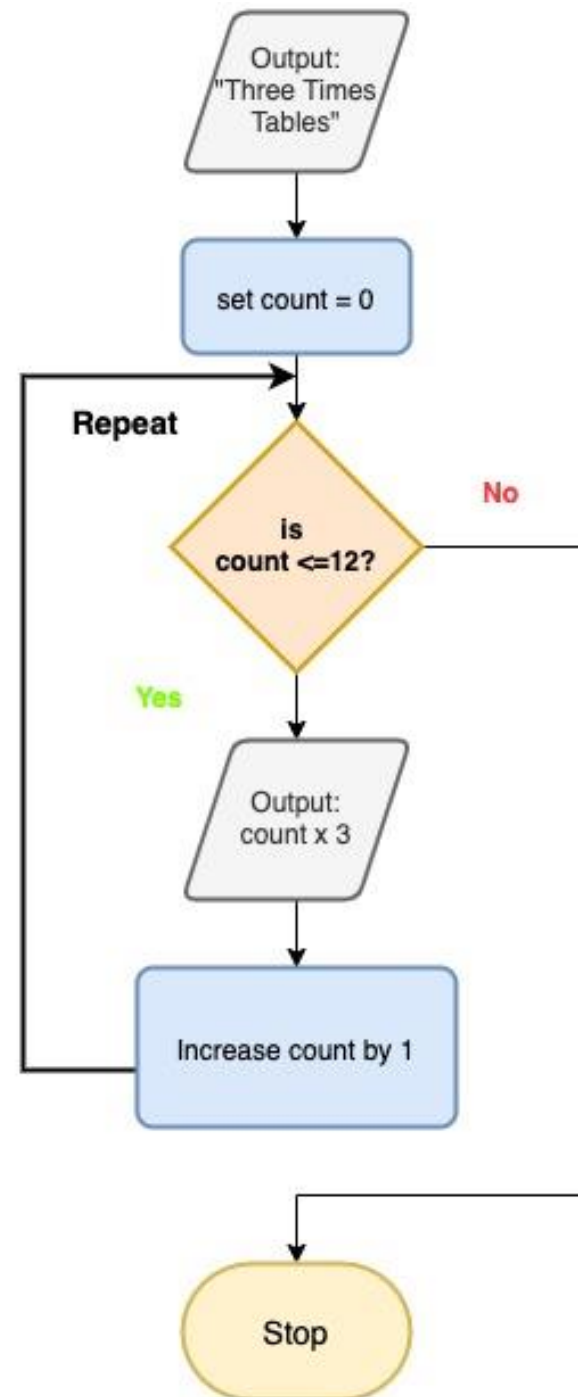 Output:
"Three Times
Tables"
set count = 0
Repeat
is
count <=12?
No
Yes
Output:
count x 3
Increase count by 1
Stop